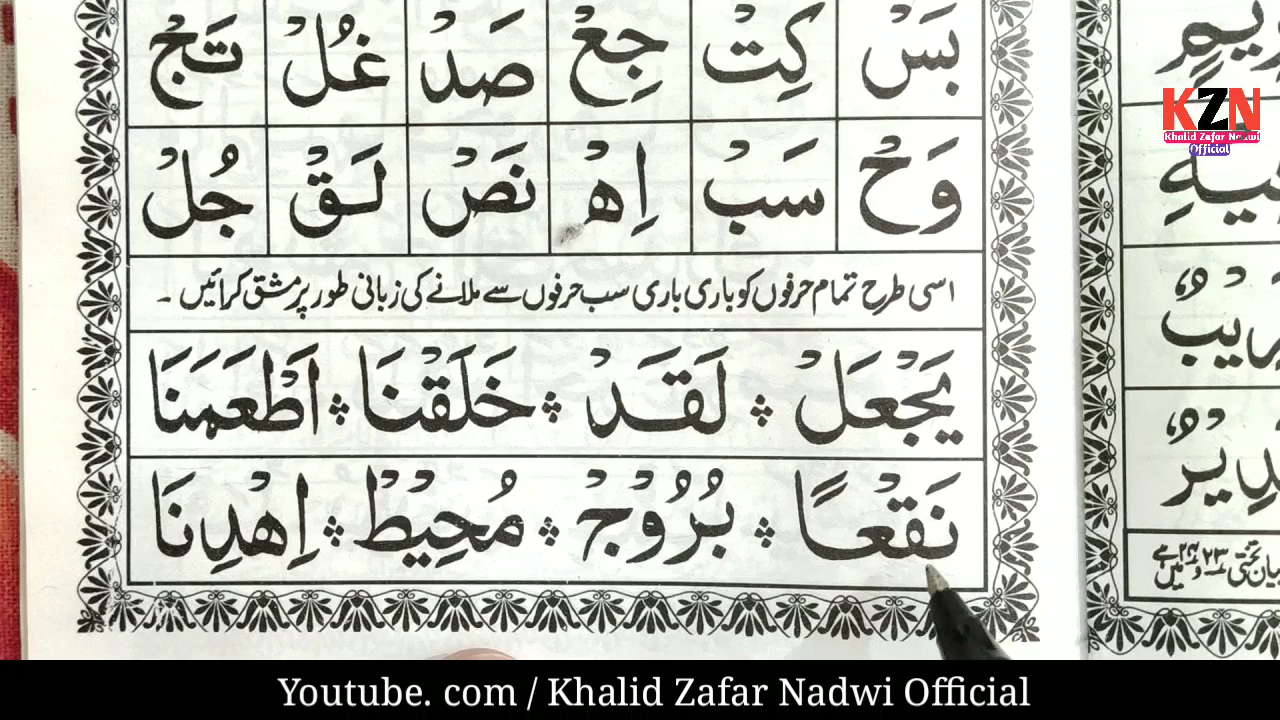 بَسْ كِتْ جِعْ صَدْ غُلْ تَجْ
وَحْ سَبْ اِهْ نَصْ لَقْ جُلْ
اسی طرح تمام حرفوں کو باری باری سب حرفوں سے ملانے کی زبانی طور پر مشق کرائیں ۔
يَجْعَلْ لَقَدْ خَلَقْنَا اَطْعَمَنَا
نَقْعًا بُرُوْجْ مُحِيْطْ اِهْدِنَا
KZN
Khalid Zafar Nadwi
Official
Youtube. com / Khalid Zafar Nadwi Official